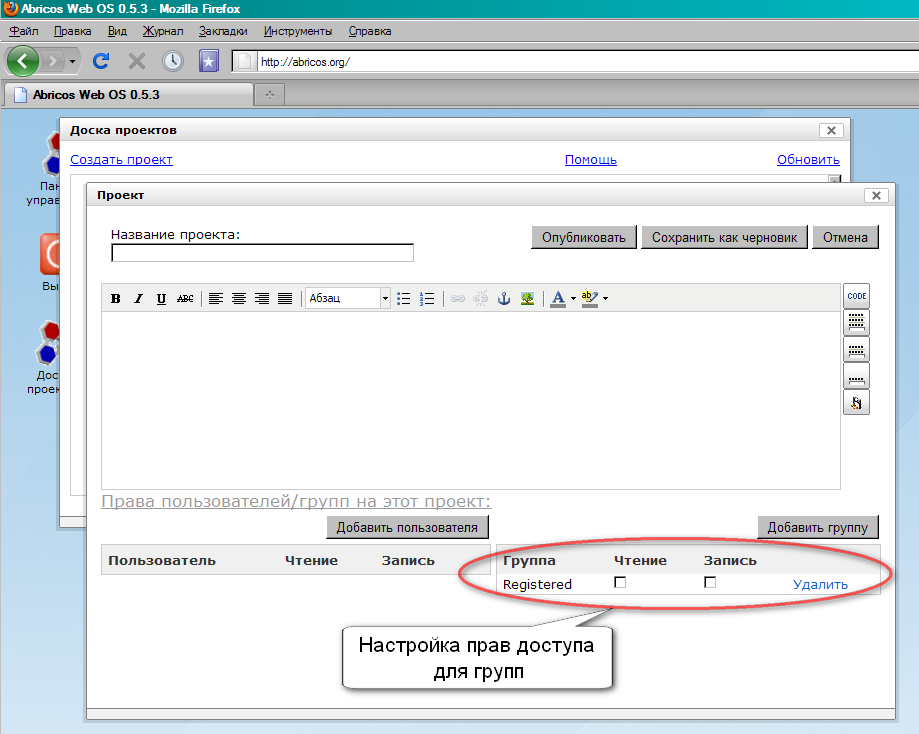 Abricos Web OS 0.5.3 - Mozilla Firefox
Файл Правка Вид Журнал Закладки Инструменты Справка
http://abricos.org/
Abricos Web OS 0.5.3
Доска проектов
Создать проект Помощь Обновить
Пан
управ
Вы
Дос
проек
Проект
Название проекта:
Опубликовать Сохранить как черновик Отмена
B I U ABC Абзац A ab
CODE
Права пользователей/групп на этот проект:
Добавить пользователя Добавить группу
Пользователь Чтение Запись Группа Чтение Запись
Registered Удалить
Настройка прав доступа
для групп